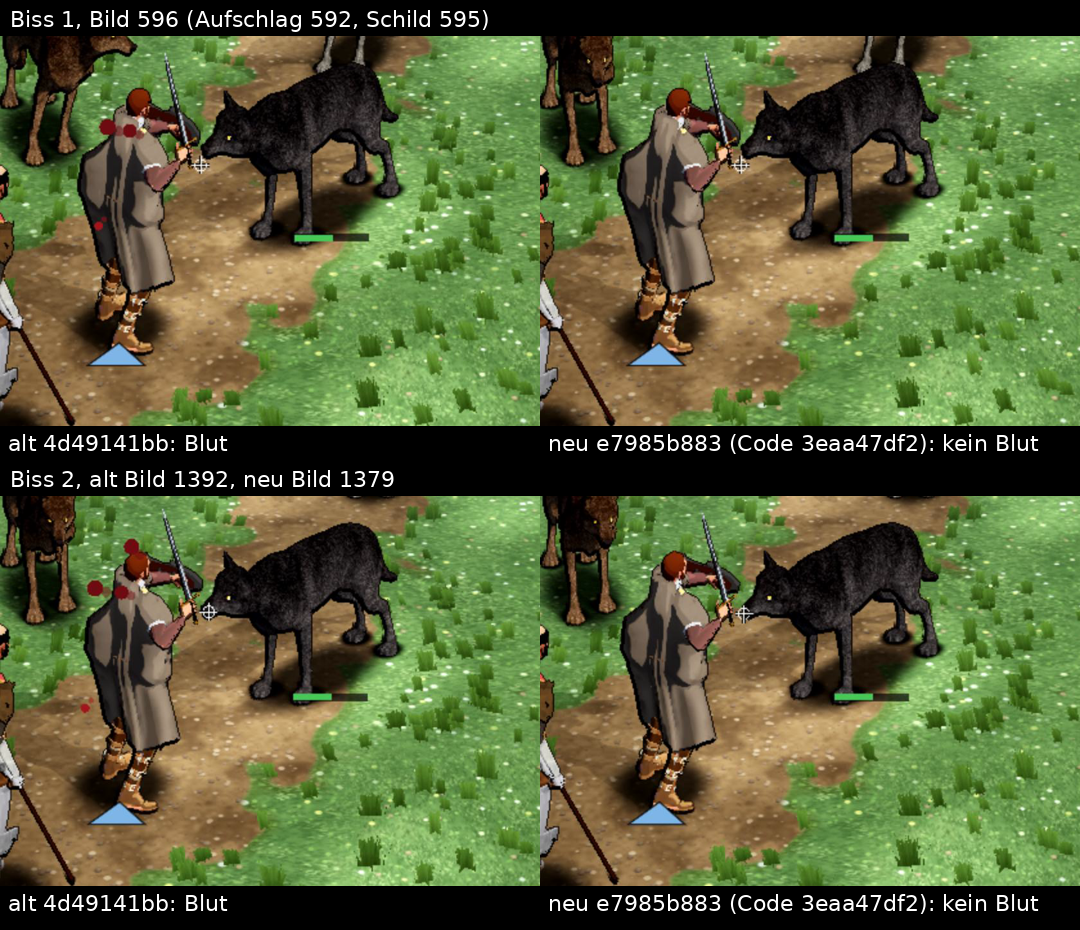 Biss 1, Bild 596 (Aufschlag 592, Schild 595)
alt 4d49141bb: Blut
neu e7985b883 (Code 3eaa47df2): kein Blut
Biss 2, alt Bild 1392, neu Bild 1379
alt 4d49141bb: Blut
neu e7985b883 (Code 3eaa47df2): kein Blut